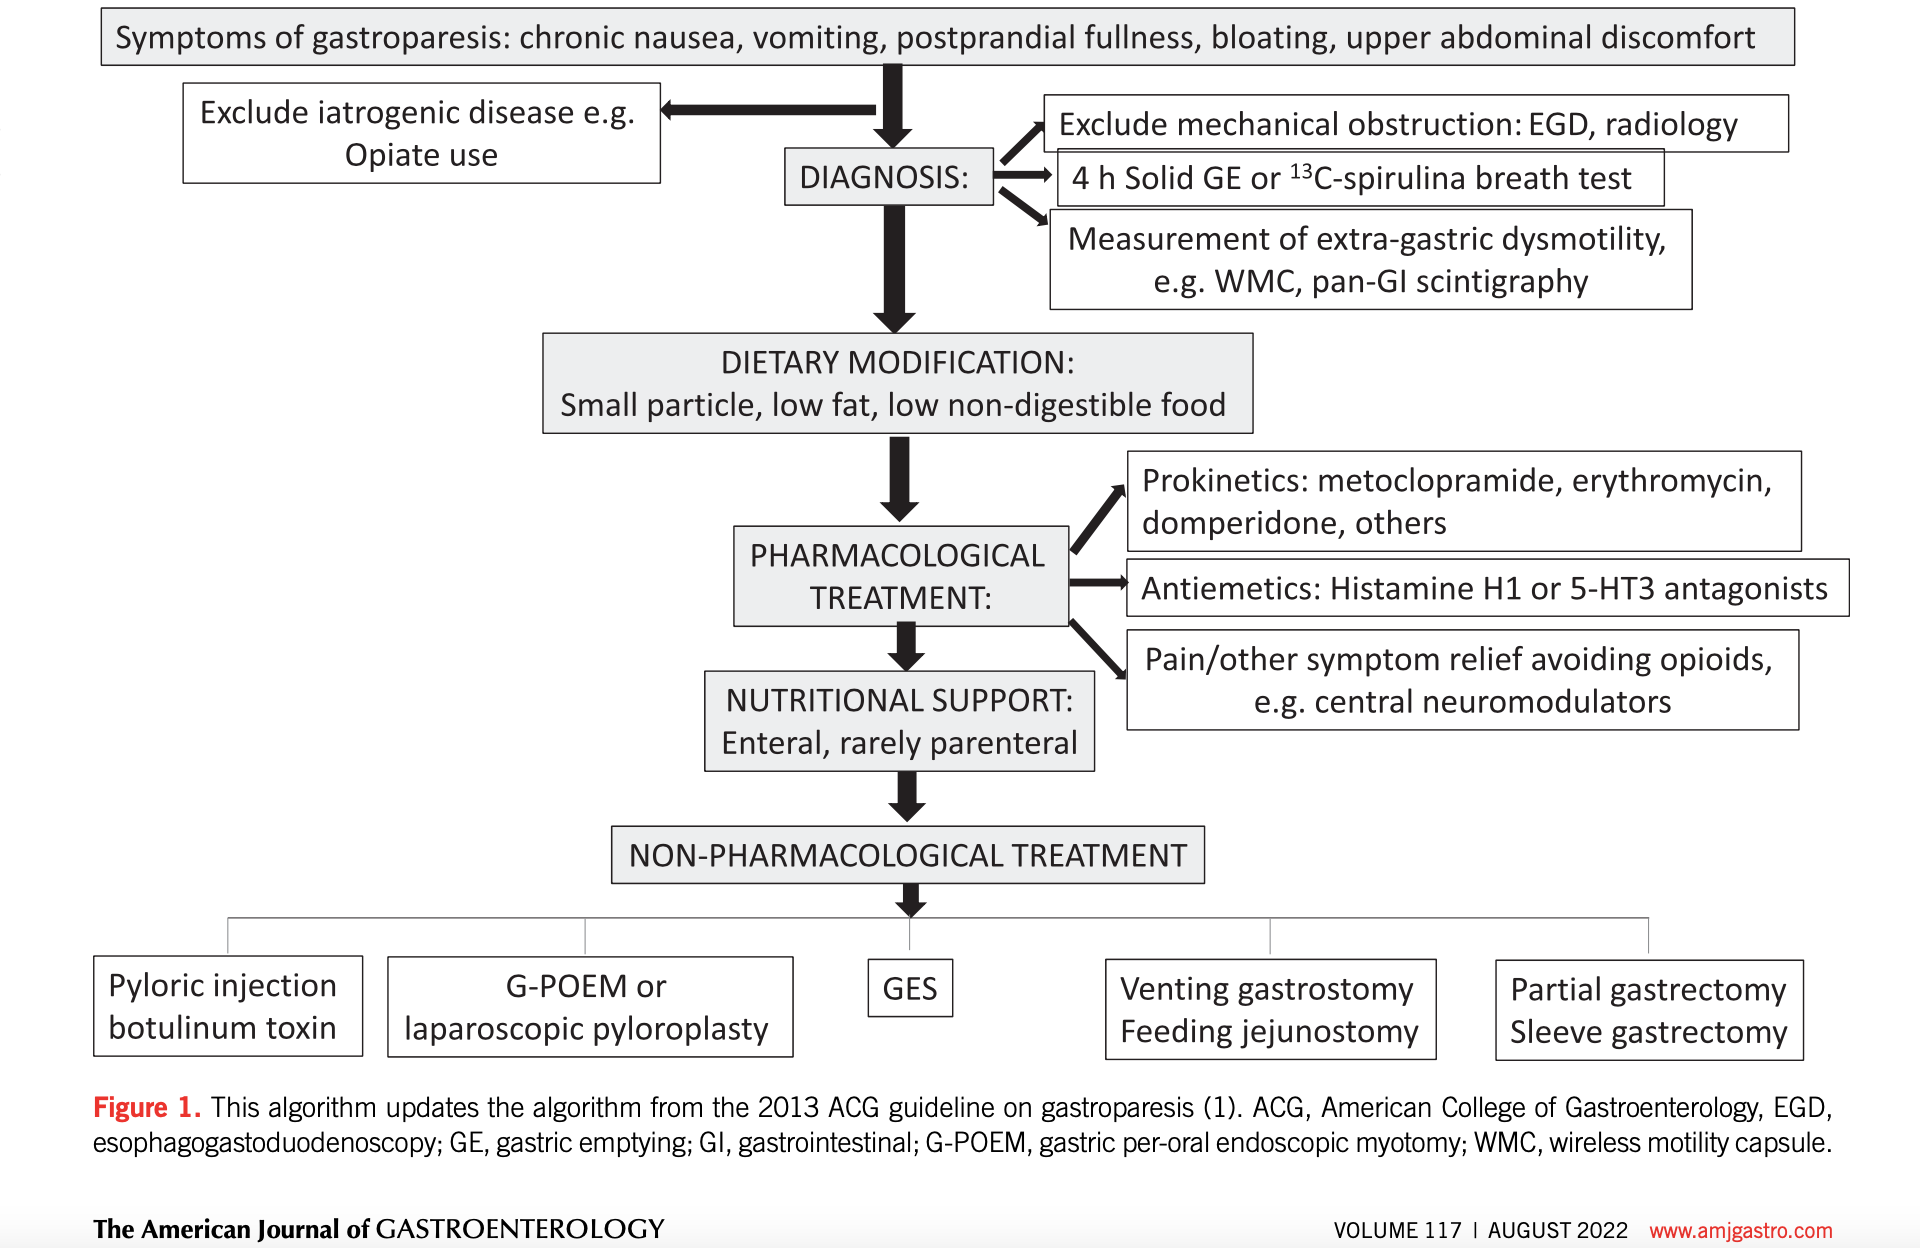 Symptoms of gastroparesis: chronic nausea, vomiting, postprandial fullness, bloating, upper abdominal discomfort
Exclude iatrogenic disease e.g.
Opiate use
DIAGNOSIS:
Exclude mechanical obstruction: EGD, radiology
4 h Solid GE or ¹³C-spirulina breath test
Measurement of extra-gastric dysmotility,
e.g. WMC, pan-GI scintigraphy
DIETARY MODIFICATION:
Small particle, low fat, low non-digestible food
PHARMACOLOGICAL
TREATMENT:
Prokinetics: metoclopramide, erythromycin,
domperidone, others
Antiemetics: Histamine H1 or 5-HT3 antagonists
Pain/other symptom relief avoiding opioids,
e.g. central neuromodulators
NUTRITIONAL SUPPORT:
Enteral, rarely parenteral
NON-PHARMACOLOGICAL TREATMENT
Pyloric injection
botulinum toxin
G-POEM or
laparoscopic pyloroplasty
GES
Venting gastrostomy
Feeding jejunostomy
Partial gastrectomy
Sleeve gastrectomy
Figure 1. This algorithm updates the algorithm from the 2013 ACG guideline on gastroparesis (1). ACG, American College of Gastroenterology, EGD,
esophagogastoduodenoscopy; GE, gastric emptying; GI, gastrointestinal; G-POEM, gastric per-oral endoscopic myotomy; WMC, wireless motility capsule.
The American Journal of GASTROENTEROLOGY
VOLUME 117 | AUGUST 2022 www.amjgastro.com